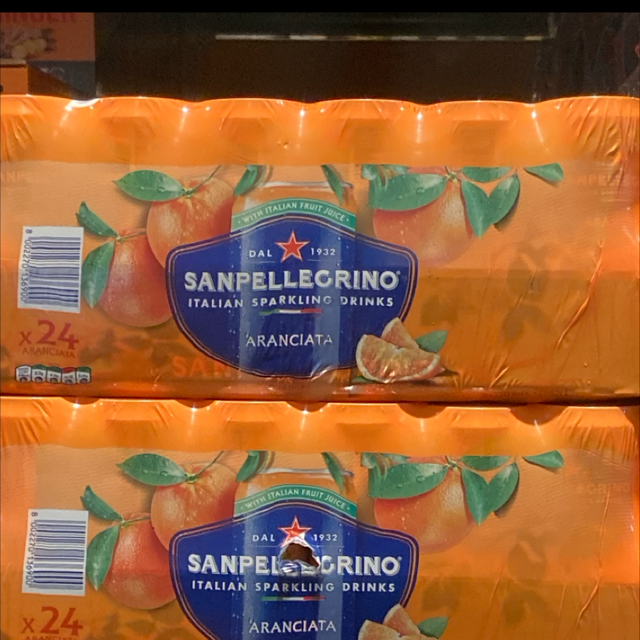 WITH ITALIAN FRUIT JUICE
DAL 1932
SANPELLEGRINO
ITALIAN SPARKLING DRINKS
ARANCIATA
x24
ARANCIATA
WITH ITALIAN FRUIT JUICE
DAL 1932
SANPELLEGRINO
ITALIAN SPARKLING DRINKS
ARANCIATA
x24